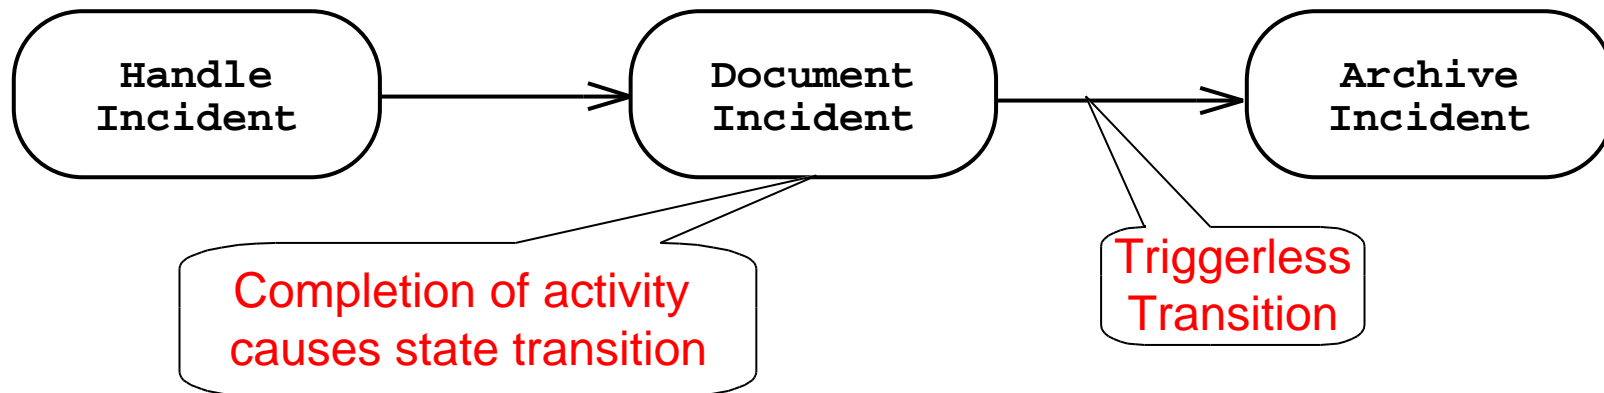 Handle
Incident
Document
Incident
Archive
Incident
Completion of activity
causes state transition
Triggerless
Transition